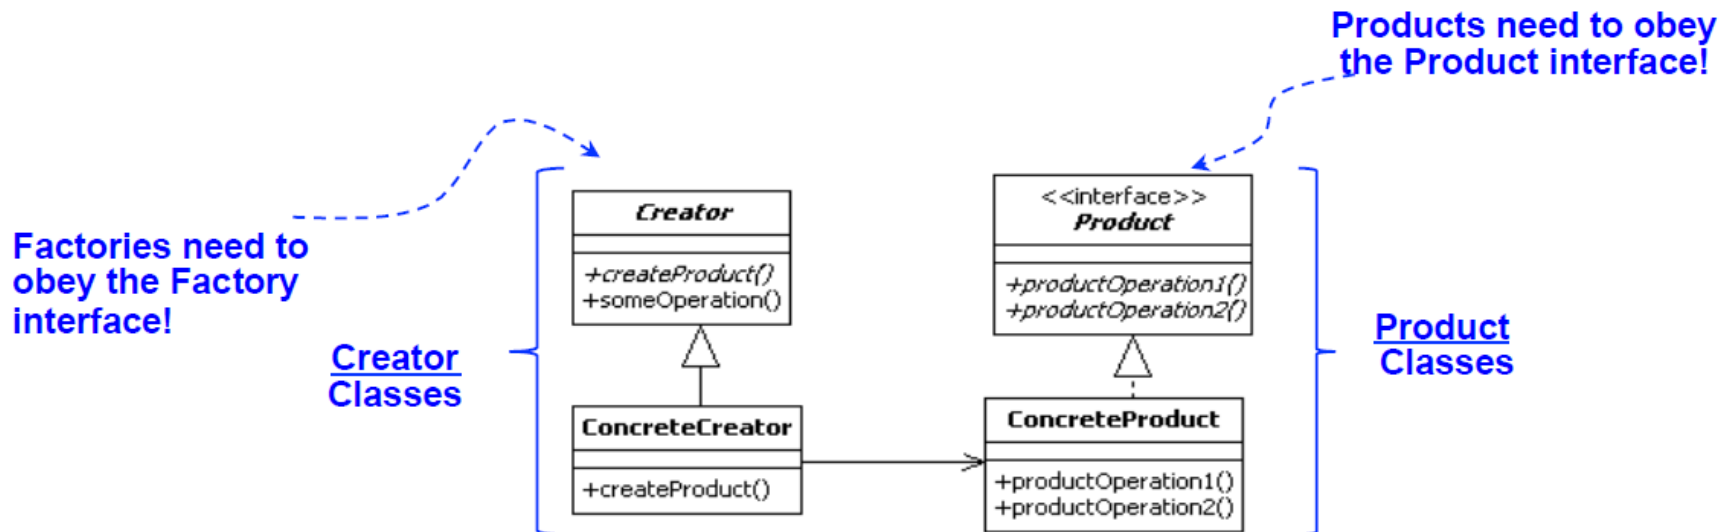 Products need to obey
the Product interface!
Factories need to
obey the Factory
interface!
Creator
Classes
Creator
+createProduct()
+someOperation()
ConcreteCreator
+createProduct()
<<interface>>
Product
+productOperation1()
+productOperation2()
ConcreteProduct
+productOperation1()
+productOperation2()
Product
Classes